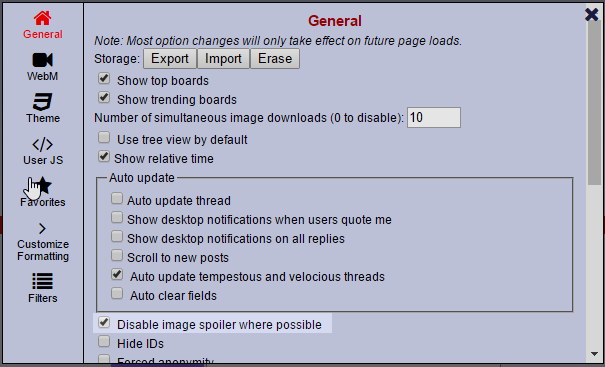 General
WebM
Theme
User JS
Favorites
Customize
Formatting
Filters
General
Note: Most option changes will only take effect on future page loads.
Storage: Export Import Erase
Show top boards
Show trending boards
Number of simultaneous image downloads (0 to disable): 10
Use tree view by default
Show relative time
Auto update
Auto update thread
Show desktop notifications when users quote me
Show desktop notifications on all replies
Scroll to new posts
Auto update tempestous and velocious threads
Auto clear fields
Disable image spoiler where possible
Hide IDs
Forced anonymity